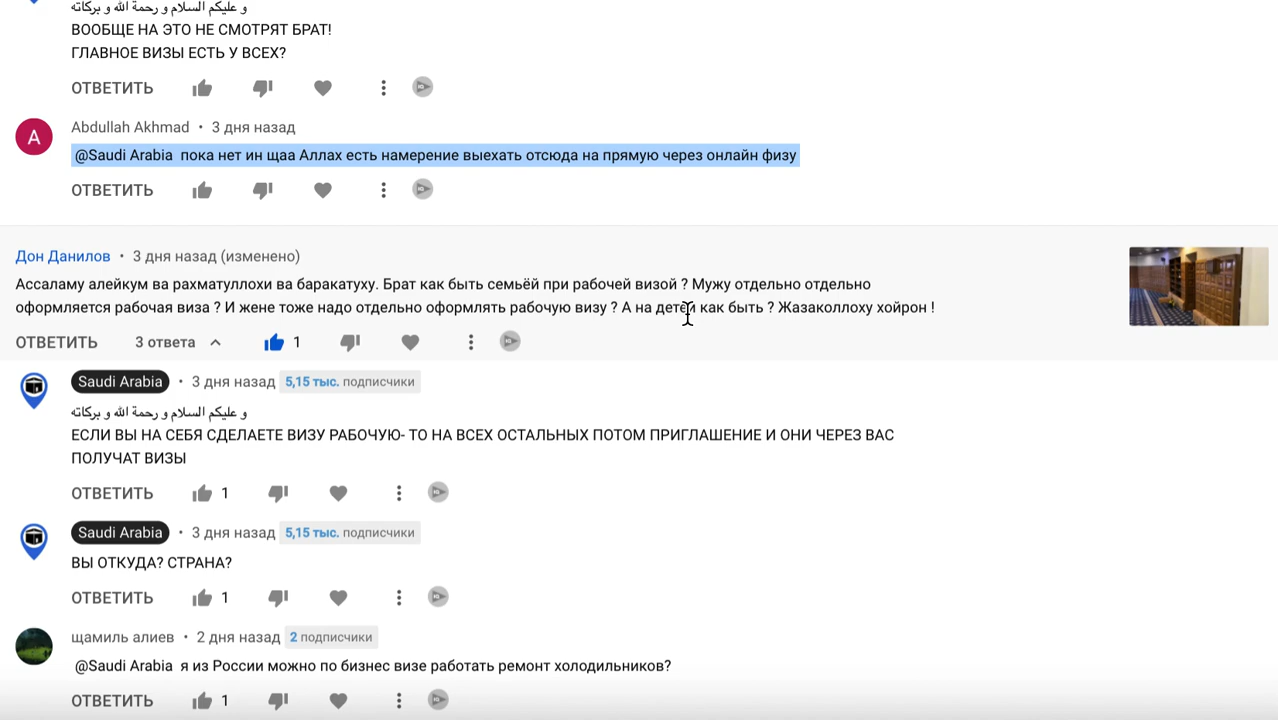 و عليكم السلام و رحمة الله و بركاته
ВООБЩЕ НА ЭТО НЕ СМОТРЯТ БРАТ!
ГЛАВНОЕ ВИЗЫ ЕСТЬ У ВСЕХ?
ОТВЕТИТЬ
A
Abdullah Akhmad • 3 дня назад
@Saudi Arabia пока нет ин щаа Аллах есть намерение выехать отсюда на прямую через онлайн физу
ОТВЕТИТЬ
Дон Данилов • 3 дня назад (изменено)
Ассаламу алейкум ва рахматуллохи ва баракатуху. Брат как быть семьёй при рабочей визой ? Мужу отдельно отдельно
оформляется рабочая виза ? И жене тоже надо отдельно оформлять рабочую визу ? А на детей как быть ? Жазаколлоху хойрон !
ОТВЕТИТЬ 3 ответа 1
Saudi Arabia • 3 дня назад 5,15 тыс. подписчики
و عليكم السلام و رحمة الله و بركاته
ЕСЛИ ВЫ НА СЕБЯ СДЕЛАЕТЕ ВИЗУ РАБОЧУЮ- ТО НА ВСЕХ ОСТАЛЬНЫХ ПОТОМ ПРИГЛАШЕНИЕ И ОНИ ЧЕРЕЗ ВАС
ПОЛУЧАТ ВИЗЫ
ОТВЕТИТЬ 1
Saudi Arabia • 3 дня назад 5,15 тыс. подписчики
ВЫ ОТКУДА? СТРАНА?
ОТВЕТИТЬ 1
щамиль алиев • 2 дня назад 2 подписчики
@Saudi Arabia я из России можно по бизнес визе работать ремонт холодильников?
ОТВЕТИТЬ 1